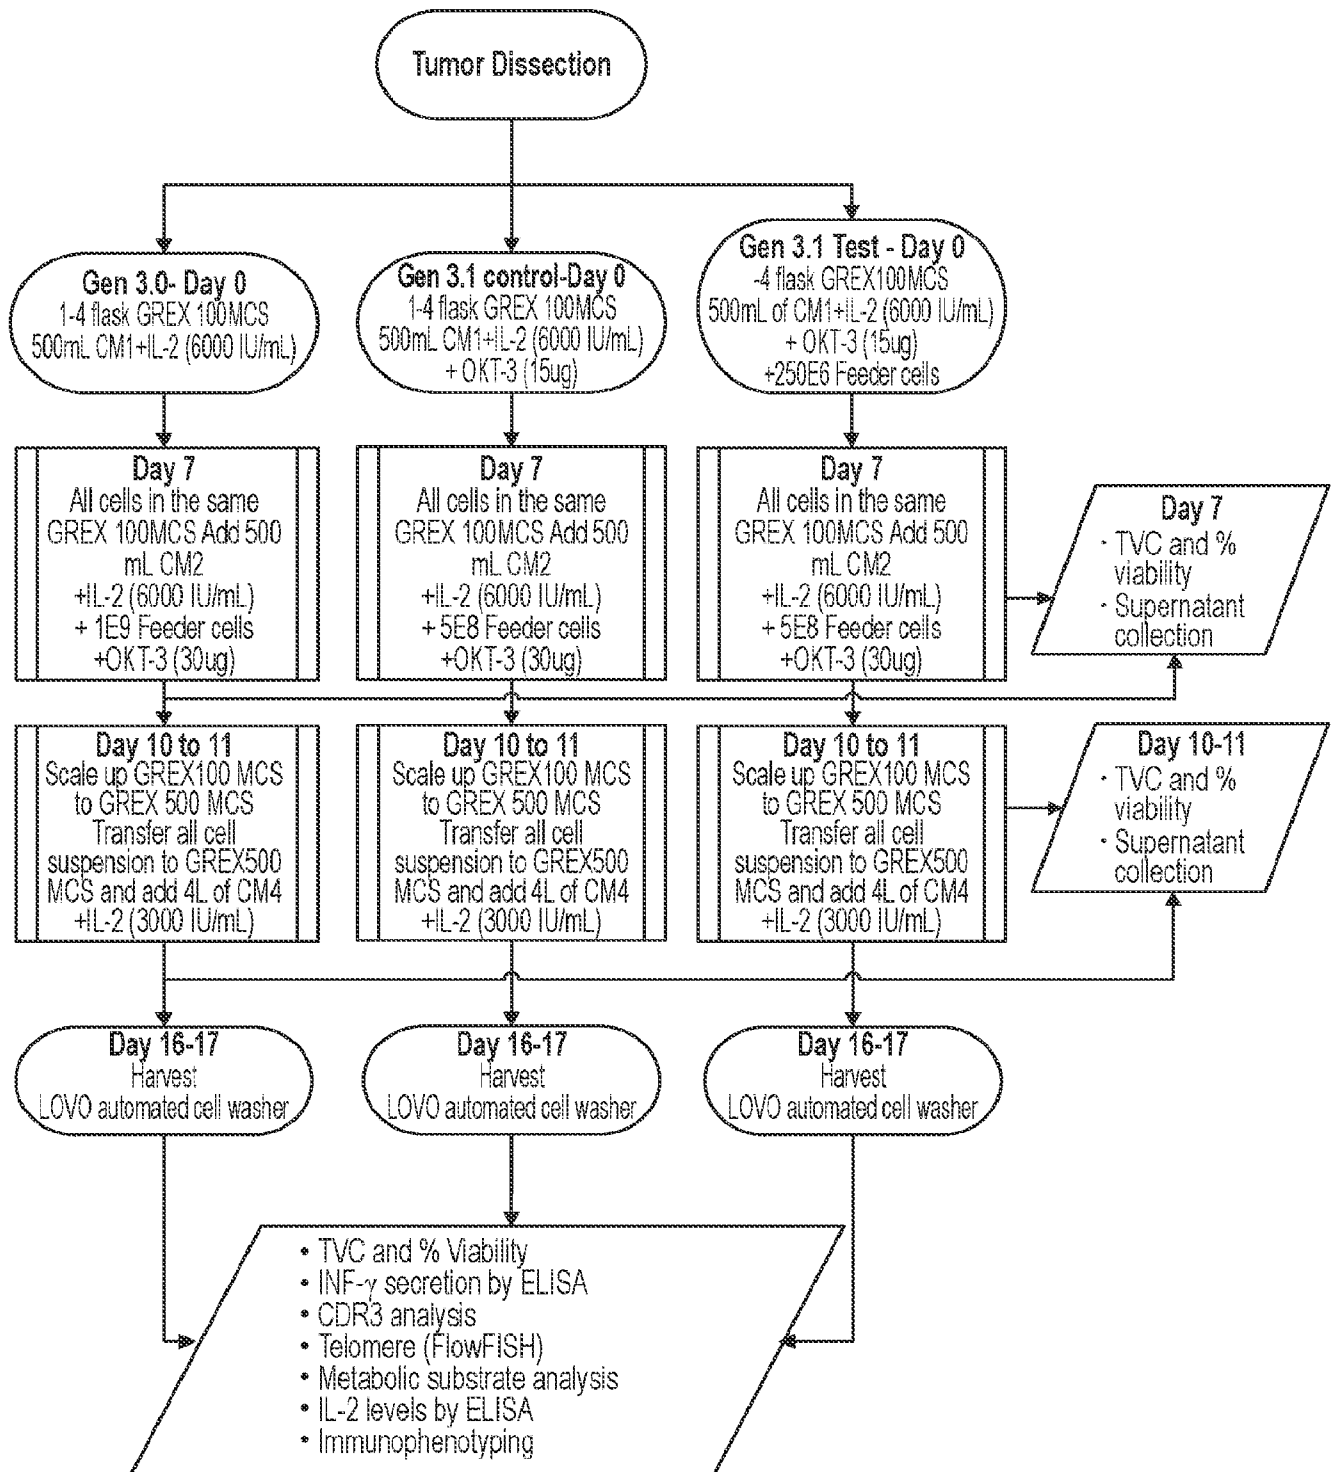 Tumor Dissection
Gen 3.0- Day 0
1-4 flask GREX 100MCS
500mL CM1+IL-2 (6000 IU/mL)
Gen 3.1 control-Day 0
1-4 flask GREX 100MCS
500mL CM1+IL-2 (6000 IU/mL)
+ OKT-3 (15ug)
Gen 3.1 Test - Day 0
-4 flask GREX100MCS
500mL of CM1+IL-2 (6000 IU/mL)
+ OKT-3 (15ug)
+250E6 Feeder cells
Day 7
All cells in the same
GREX 100MCS Add 500
mL CM2
+IL-2 (6000 IU/mL)
+ 1E9 Feeder cells
+OKT-3 (30ug)
Day 7
All cells in the same
GREX 100MCS Add 500
mL CM2
+IL-2 (6000 IU/mL)
+ 5E8 Feeder cells
+OKT-3 (30ug)
Day 7
All cells in the same
GREX 100MCS Add 500
mL CM2
+IL-2 (6000 IU/mL)
+ 5E8 Feeder cells
+OKT-3 (30ug)
Day 7
· TVC and %
viability
· Supernatant
collection
Day 10 to 11
Scale up GREX100 MCS
to GREX 500 MCS
Transfer all cell
suspension to GREX500
MCS and add 4L of CM4
+IL-2 (3000 IU/mL)
Day 10 to 11
Scale up GREX100 MCS
to GREX 500 MCS
Transfer all cell
suspension to GREX500
MCS and add 4L of CM4
+IL-2 (3000 IU/mL)
Day 10 to 11
Scale up GREX100 MCS
to GREX 500 MCS
Transfer all cell
suspension to GREX500
MCS and add 4L of CM4
+IL-2 (3000 IU/mL)
Day 10-11
· TVC and %
viability
· Supernatant
collection
Day 16-17
Harvest
LOVO automated cell washer
Day 16-17
Harvest
LOVO automated cell washer
Day 16-17
Harvest
LOVO automated cell washer
• TVC and % Viability
• INF-γ secretion by ELISA
• CDR3 analysis
• Telomere (FlowFISH)
• Metabolic substrate analysis
• IL-2 levels by ELISA
• Immunophenotyping